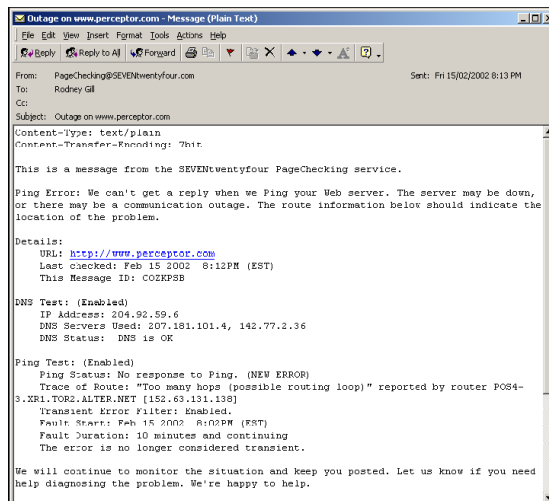 Outage on www.perceptor.com - Message (Plain Text)
File Edit View Insert Format Tools Actions Help
Reply Reply to All Forward
From: PageChecking@SEVENtwentyfour.com Sent: Fri 15/02/2002 8:13 PM
To: Rodney Gill
Cc:
Subject: Outage on www.perceptor.com
Content-Type: text/plain
Content-Transfer-Encoding: 7bit
This is a message from the SEVENtwentyfour PageChecking service.
Ping Error: We can't get a reply when we Ping your Web server. The server may be down,
or there may be a communication outage. The route information below should indicate the
location of the problem.
Details:
URL: http://www.perceptor.com
Last checked: Feb 15 2002 8:12PM (EST)
This Message ID: COZKPSB
DNS Test: (Enabled)
IP Address: 204.92.59.6
DNS Servers Used: 207.181.101.4, 142.77.2.36
DNS Status: DNS is OK
Ping Test: (Enabled)
Ping Status: No response to Ping. (NEW ERROR)
Trace of Route: "Too many hops (possible routing loop)" reported by router POS4-
3.XR1.TOR2.ALTER.NET [152.63.131.138]
Transient Error Filter: Enabled.
Fault Start: Feb 15 2002 8:02PM (EST)
Fault Duration: 10 minutes and continuing
The error is no longer considered transient.
We will continue to monitor the situation and keep you posted. Let us know if you need
help diagnosing the problem. We're happy to help.